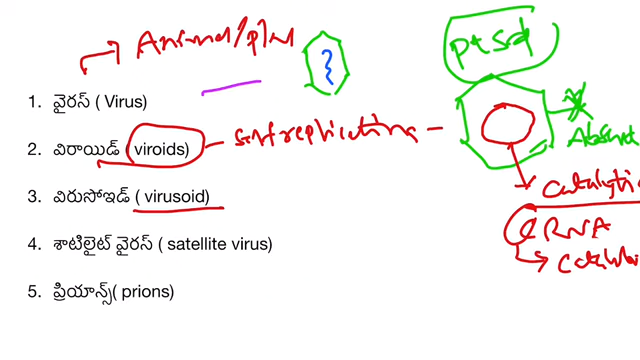 Animal/pla
ptsd
1. వైరస్ ( Virus)
2. విరాయిడ్ (viroids) - self replicating -
Absent
3. విరుసోఇడ్ ( virusoid)
catalytic
RNA
4. శాటిలైట్ వైరస్ ( satellite virus)
5. ప్రియాన్స్( prions)